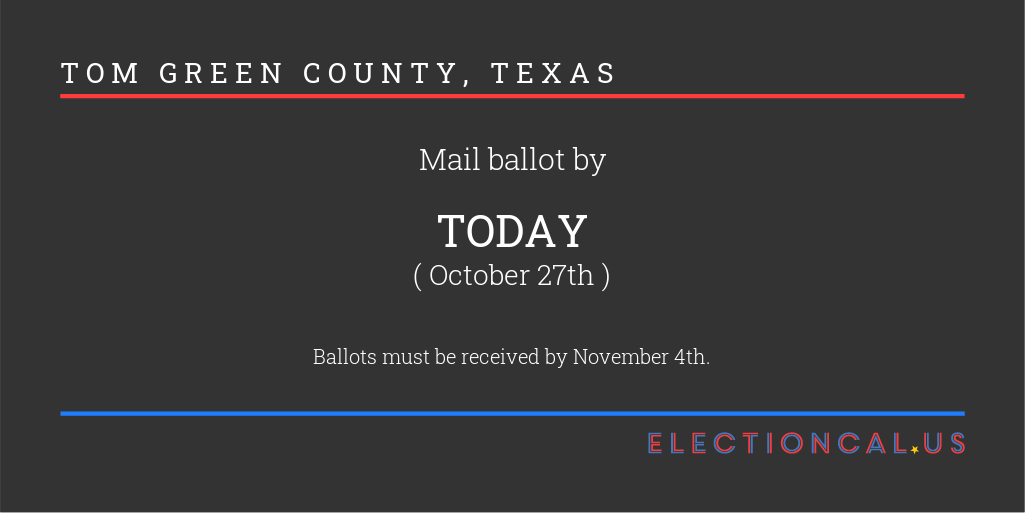 TOM GREEN COUNTY, TEXAS
Mail ballot by
TODAY
( October 27th )
Ballots must be received by November 4th.
ELECTIONCAL.US